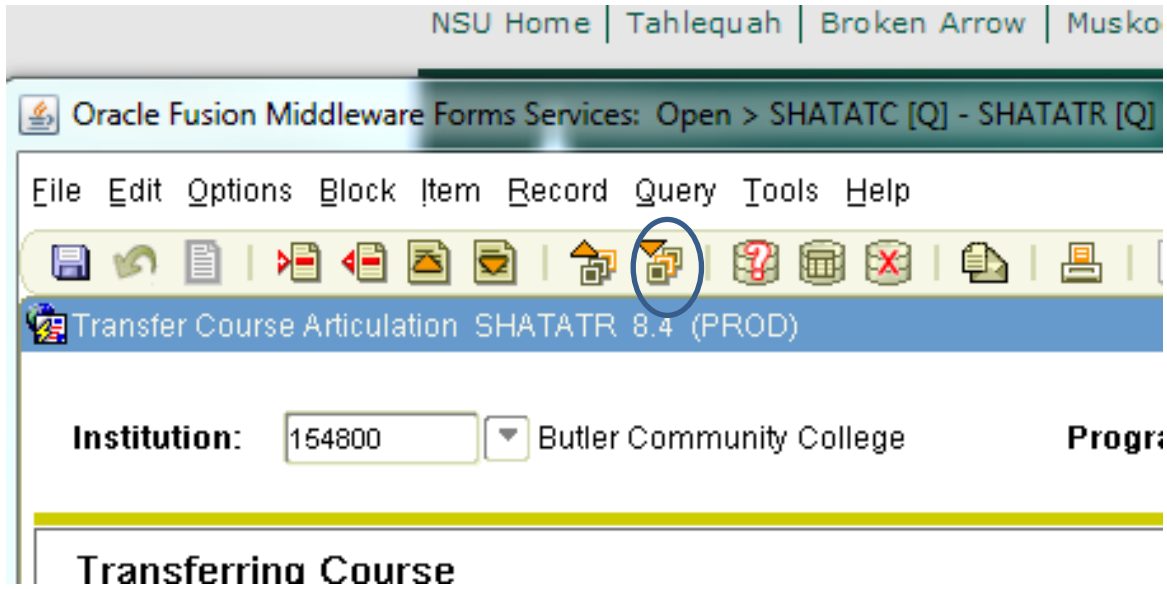 NSU Home | Tahlequah | Broken Arrow |
Oracle Fusion Middleware Forms Services: Open > SHATATC [Q] - SHATATR [Q]
File Edit Options Block Item Record Query Tools Help
Transfer Course Articulation SHATATR 8.4 (PROD)
Institution: 154800 Butler Community College
Transferring Course